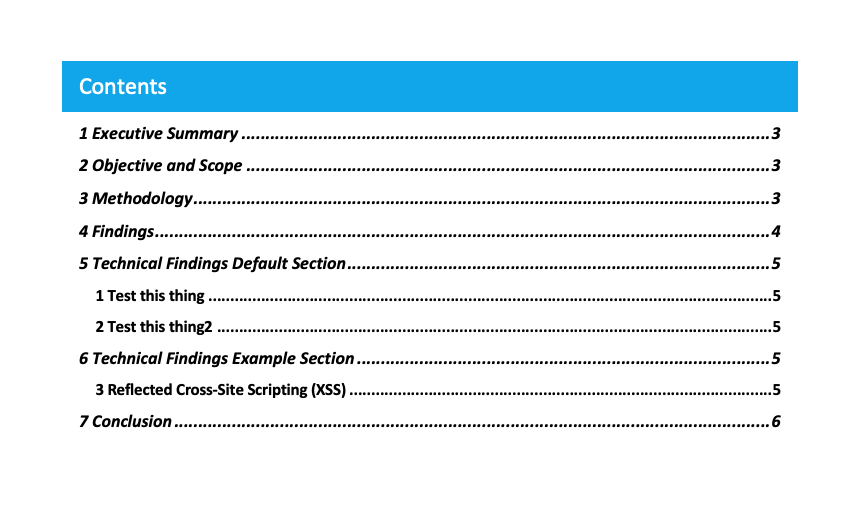 Contents
1 Executive Summary ........................................................................................................... 3
2 Objective and Scope .......................................................................................................... 3
3 Methodology..................................................................................................................... 3
4 Findings............................................................................................................................. 4
5 Technical Findings Default Section..................................................................................... 5
1 Test this thing ................................................................................................................................5
2 Test this thing2 ..............................................................................................................................5
6 Technical Findings Example Section ................................................................................... 5
3 Reflected Cross-Site Scripting (XSS) ................................................................................................5
7 Conclusion ......................................................................................................................... 6